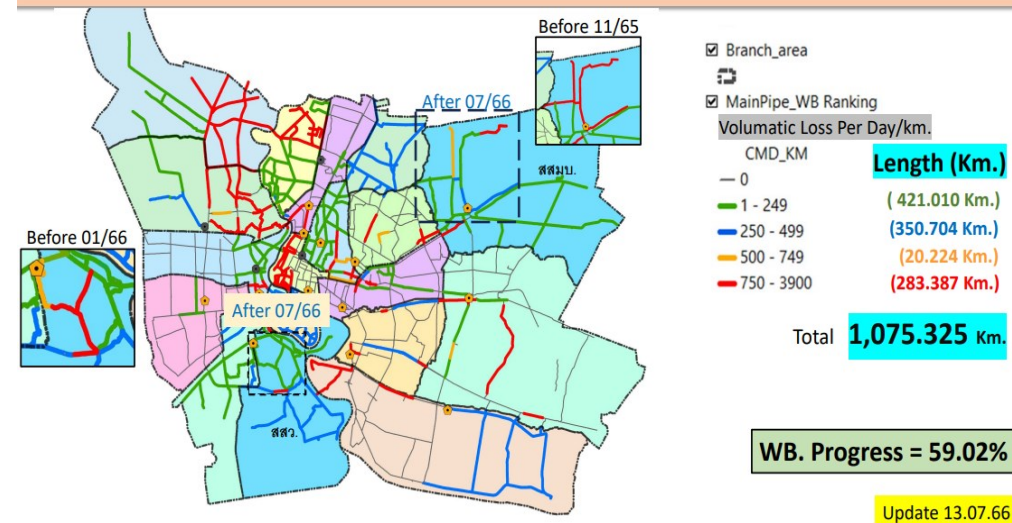 Before 11/65
After 07/66
สสมบ.
Before 01/66
After 07/66
สสว.
Branch_area
MainPipe_WB Ranking
Volumatic Loss Per Day/km.
CMD_KM
Length (Km.)
0
1 - 249
( 421.010 Km.)
250 - 499
(350.704 Km.)
500 - 749
(20.224 Km.)
750 - 3900
(283.387 Km.)
Total 1,075.325 Km.
WB. Progress = 59.02%
Update 13.07.66